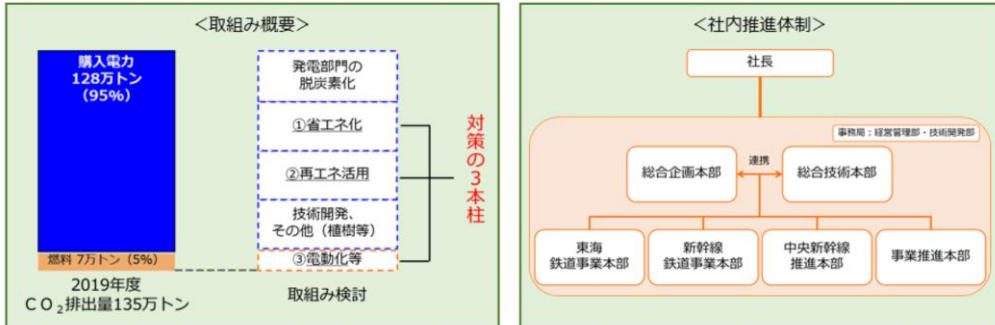 ＜取組み概要＞
購入電力
128万トン
（95%）
燃料 7万トン（5%）
2019年度
ＣＯ₂排出量135万トン
発電部門の
脱炭素化
①省エネ化
②再エネ活用
技術開発、
その他（植樹等）
③電動化等
取組み検討
対策の３本柱
＜社内推進体制＞
社長
事務局：経営管理部・技術開発部
総合企画本部
連携
総合技術本部
東海
鉄道事業本部
新幹線
鉄道事業本部
中央新幹線
推進本部
事業推進本部